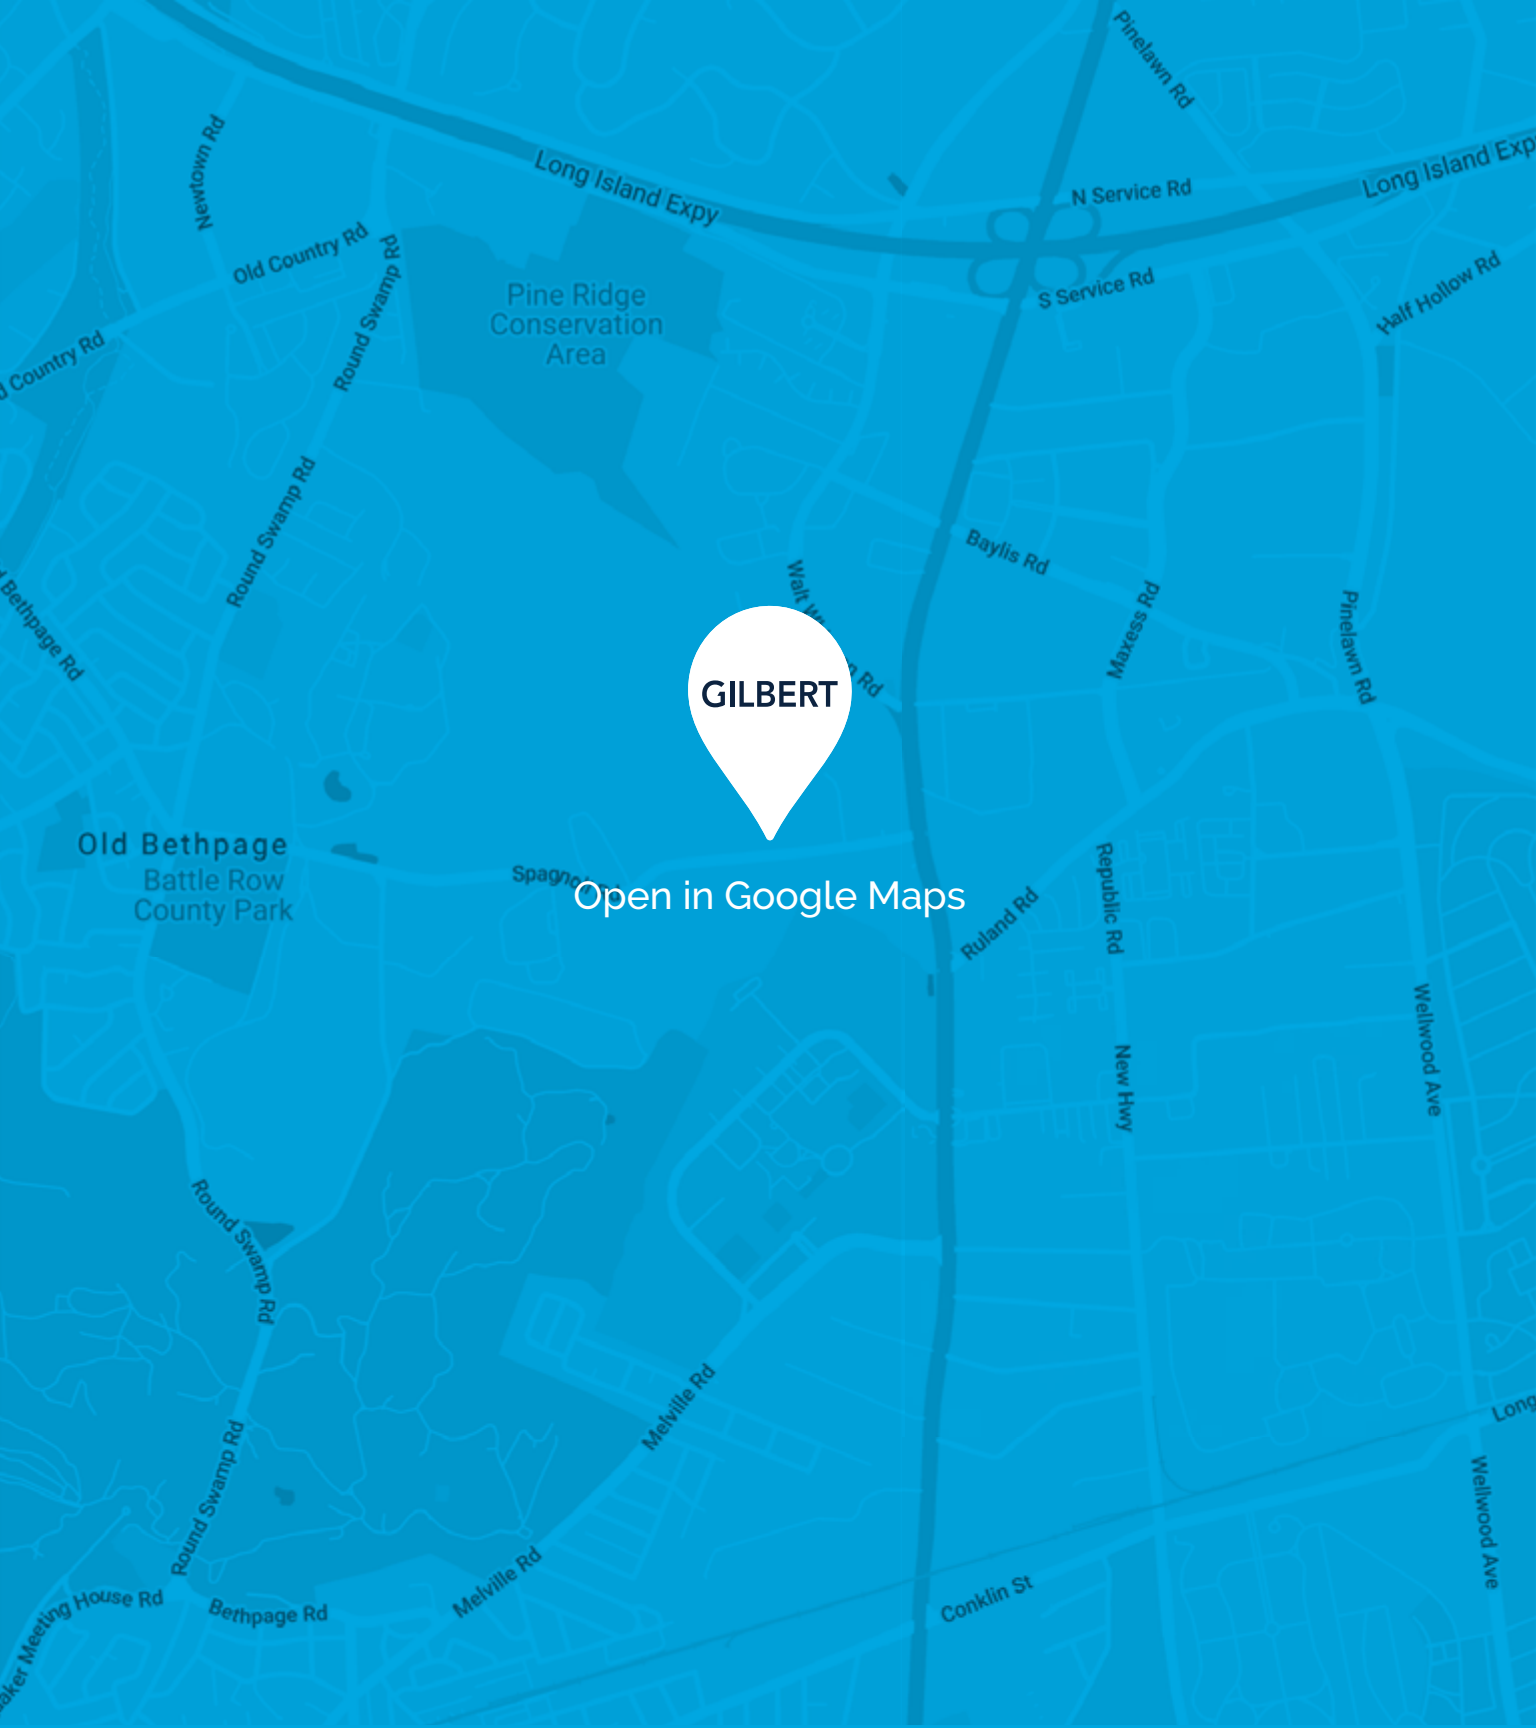 Pinelawn Rd
Newtown Rd
Long Island Expy
Long Island Exp
N Service Rd
Old Country Rd
Round Swamp Rd
S Service Rd
Half Hollow Rd
Pine Ridge
Conservation
Area
Country Rd
Round Swamp Rd
Baylis Rd
Walt
Rd
Bethpage Rd
Maxess Rd
Pinelawn Rd
GILBERT
Old Bethpage
Battle Row
County Park
Open in Google Maps
Republic Rd
Ruland Rd
Wellwood Ave
New Hwy
Round Swamp Rd
Melville Rd
Long
Round Swamp Rd
Wellwood Ave
Melville Rd
Conklin St
Meeting House Rd
Bethpage Rd